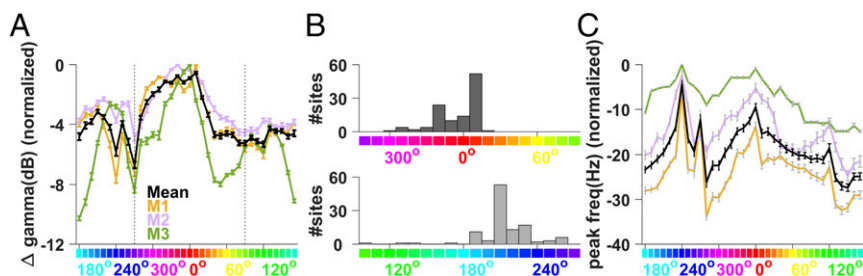 A
B
C
Δ gamma(dB) (normalized)
0
-4
-8
-12
Mean
M1
M2
M3
180° 240° 300° 0° 60° 120°
#sites
60
30
0
300° 0° 60°
#sites
60
30
0
120° 180° 240°
peak freq(Hz) (normalized)
0
-10
-20
-30
-40
180° 240° 300° 0° 60° 120°